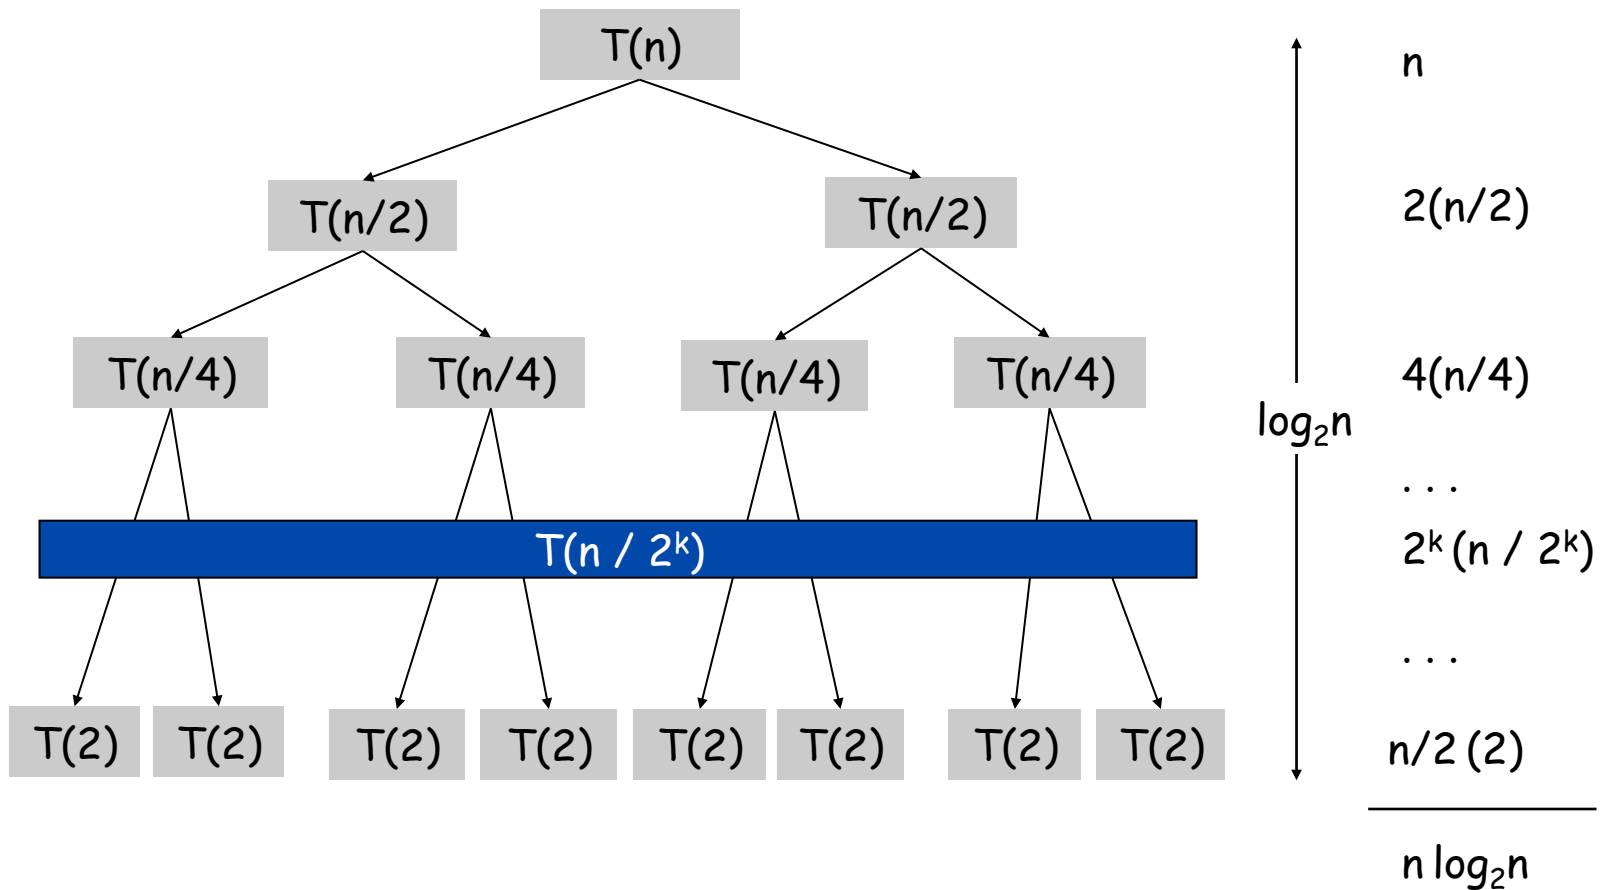 T(n)
n
T(n/2) T(n/2)
2(n/2)
T(n/4) T(n/4) T(n/4) T(n/4)
4(n/4)
log₂n
. . .
T(n / 2ᵏ)
2ᵏ (n / 2ᵏ)
. . .
T(2) T(2) T(2) T(2) T(2) T(2) T(2) T(2)
n/2 (2)
n log₂n